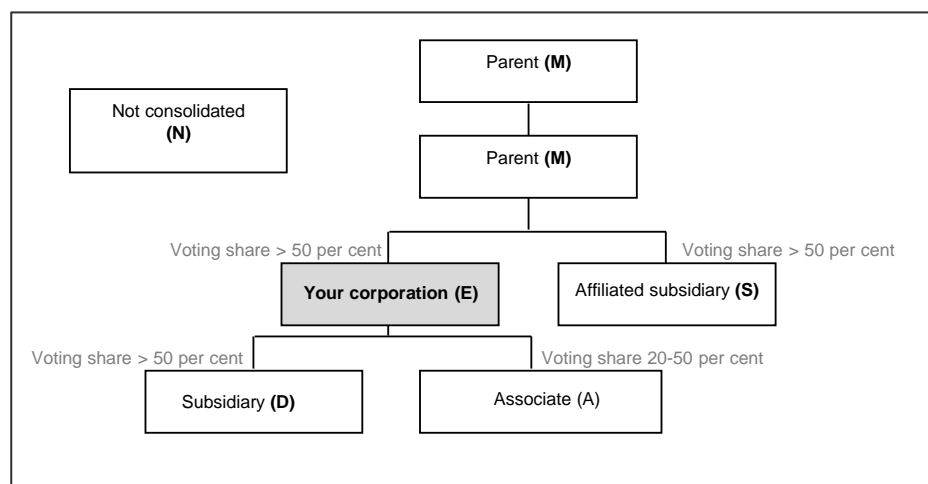 Parent (M)
Not consolidated
(N)
Parent (M)
Voting share > 50 per cent
Voting share > 50 per cent
Your corporation (E)
Affiliated subsidiary (S)
Voting share > 50 per cent
Voting share 20-50 per cent
Subsidiary (D)
Associate (A)